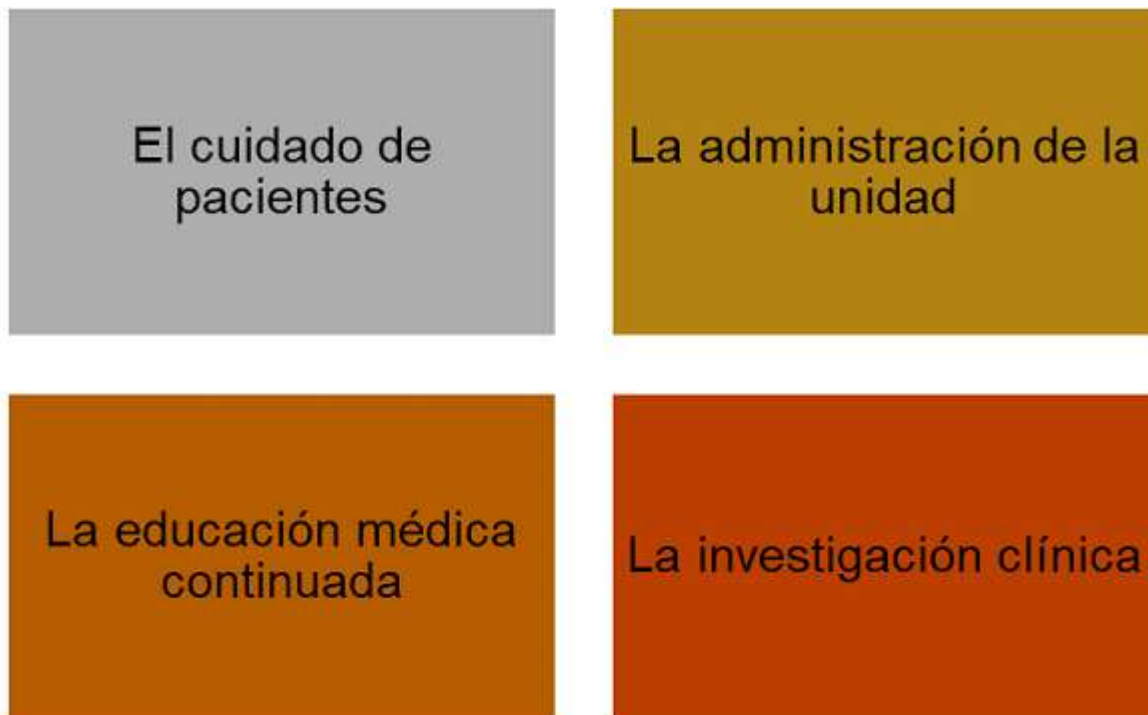 El cuidado de
pacientes
La administración de la
unidad
La educación médica
continuada
La investigación clínica